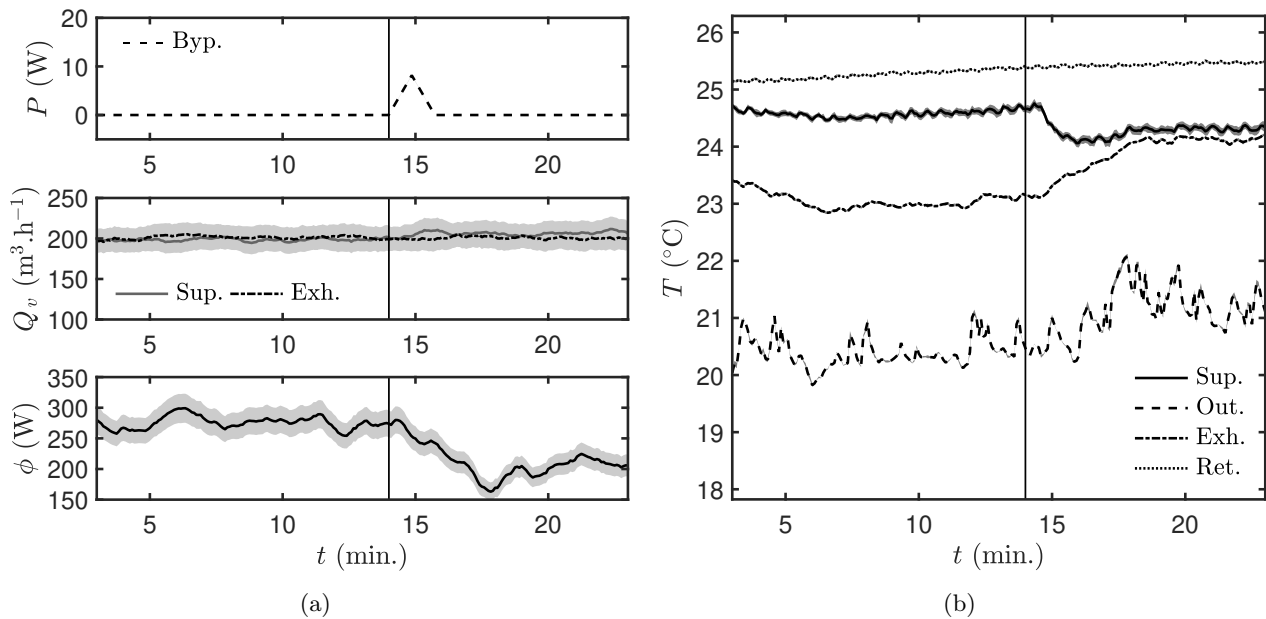 20
10
0
P (W)
Byp.
5
10
15
20
250
200
150
100
Q_v (m³.h⁻¹)
Sup.
Exh.
5
10
15
20
350
300
250
200
150
ϕ (W)
5
10
15
20
t (min.)
(a)
26
25
24
23
22
21
20
19
18
T (°C)
Sup.
Out.
Exh.
Ret.
5
10
15
20
t (min.)
(b)